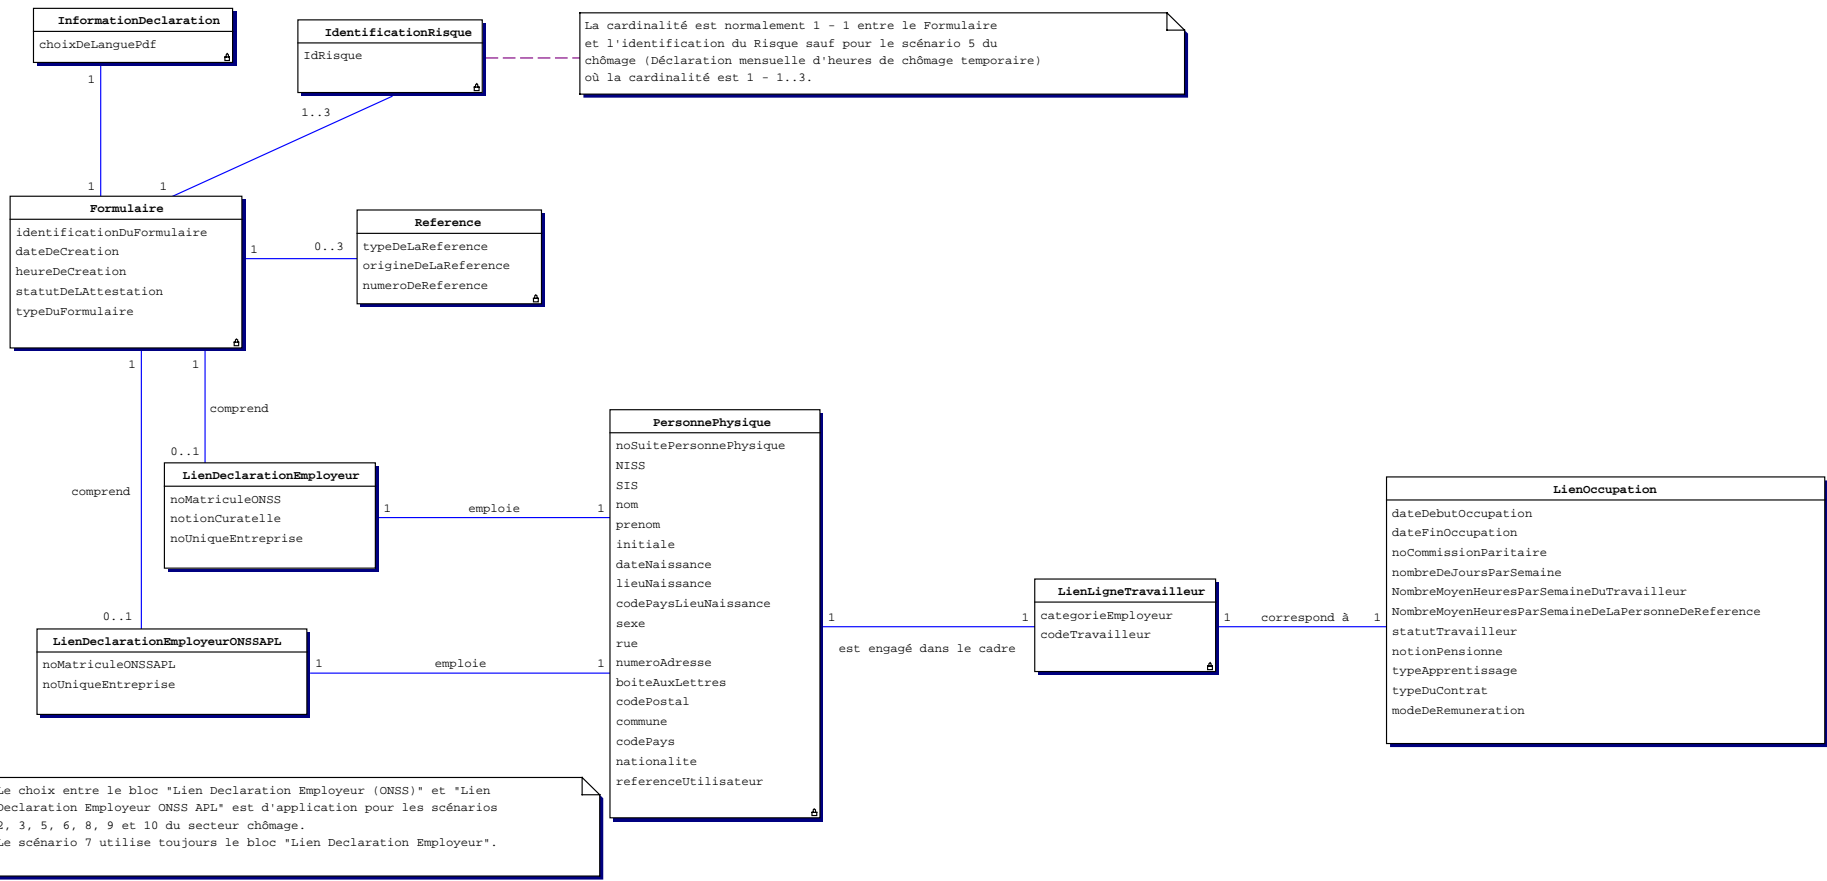 InformationDeclaration
choixDeLanguePdf
IdentificationRisque
IdRisque
La cardinalité est normalement 1 - 1 entre le Formulaire
et l'identification du Risque sauf pour le scénario 5 du
chômage (Déclaration mensuelle d'heures de chômage temporaire)
où la cardinalité est 1 - 1..3.
1
1..3
1
1
Formulaire
identificationDuFormulaire
dateDeCreation
heureDeCreation
statutDeLAttestation
typeDuFormulaire
1
0..3
Reference
typeDeLaReference
origineDeLaReference
numeroDeReference
1
1
comprend
0..1
LienDeclarationEmployeur
noMatriculeONSS
notionCuratelle
noUniqueEntreprise
comprend
0..1
LienDeclarationEmployeurONSSAPL
noMatriculeONSSAPL
noUniqueEntreprise
1
emploie
1
1
emploie
1
PersonnePhysique
noSuitePersonnePhysique
NISS
SIS
nom
prenom
initiale
dateNaissance
lieuNaissance
codePaysLieuNaissance
sexe
rue
numeroAdresse
boiteAuxLettres
codePostal
commune
codePays
nationalite
referenceUtilisateur
1
est engagé dans le cadre
1
LienLigneTravailleur
categorieEmployeur
codeTravailleur
1
correspond à
1
LienOccupation
dateDebutOccupation
dateFinOccupation
noCommissionParitaire
nombreDeJoursParSemaine
NombreMoyenHeuresParSemaineDuTravailleur
NombreMoyenHeuresParSemaineDeLaPersonneDeReference
statutTravailleur
notionPensionne
typeApprentissage
typeDuContrat
modeDeRemuneration
Le choix entre le bloc "Lien Declaration Employeur (ONSS)" et "Lien
Declaration Employeur ONSS APL" est d'application pour les scénarios
2, 3, 5, 6, 8, 9 et 10 du secteur chômage.
Le scénario 7 utilise toujours le bloc "Lien Declaration Employeur".